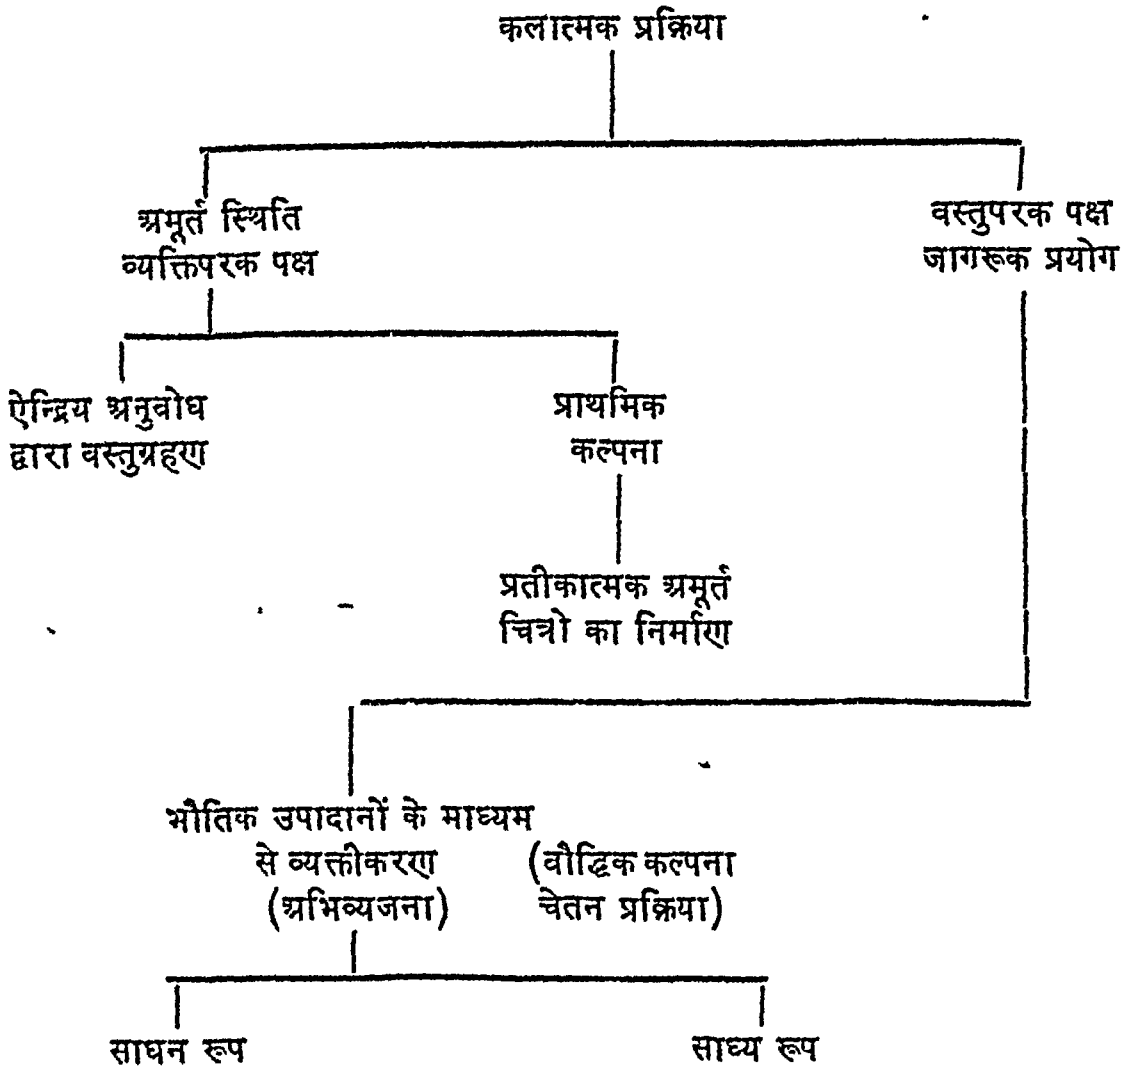 कलात्मक प्रक्रिया
अमूर्त स्थिति
व्यक्तिपरक पक्ष
वस्तुपरक पक्ष
जागरूक प्रयोग
ऐन्द्रिय अनुवोध
द्वारा वस्तुग्रहण
प्राथमिक
कल्पना
प्रतीकात्मक अमूर्त
चित्रो का निर्माण
भौतिक उपादानों के माध्यम
से व्यक्तीकरण (वौद्धिक कल्पना
(अभिव्यजना) चेतन प्रक्रिया)
साधन रूप
साध्य रूप